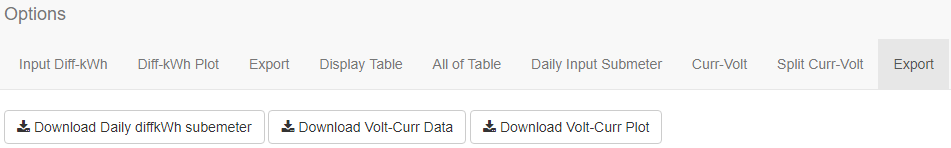 Options
Input Diff-kWh Diff-kWh Plot Export Display Table All of Table Daily Input Submeter Curr-Volt Split Curr-Volt Export
Download Daily diffkWh subemeter Download Volt-Curr Data Download Volt-Curr Plot